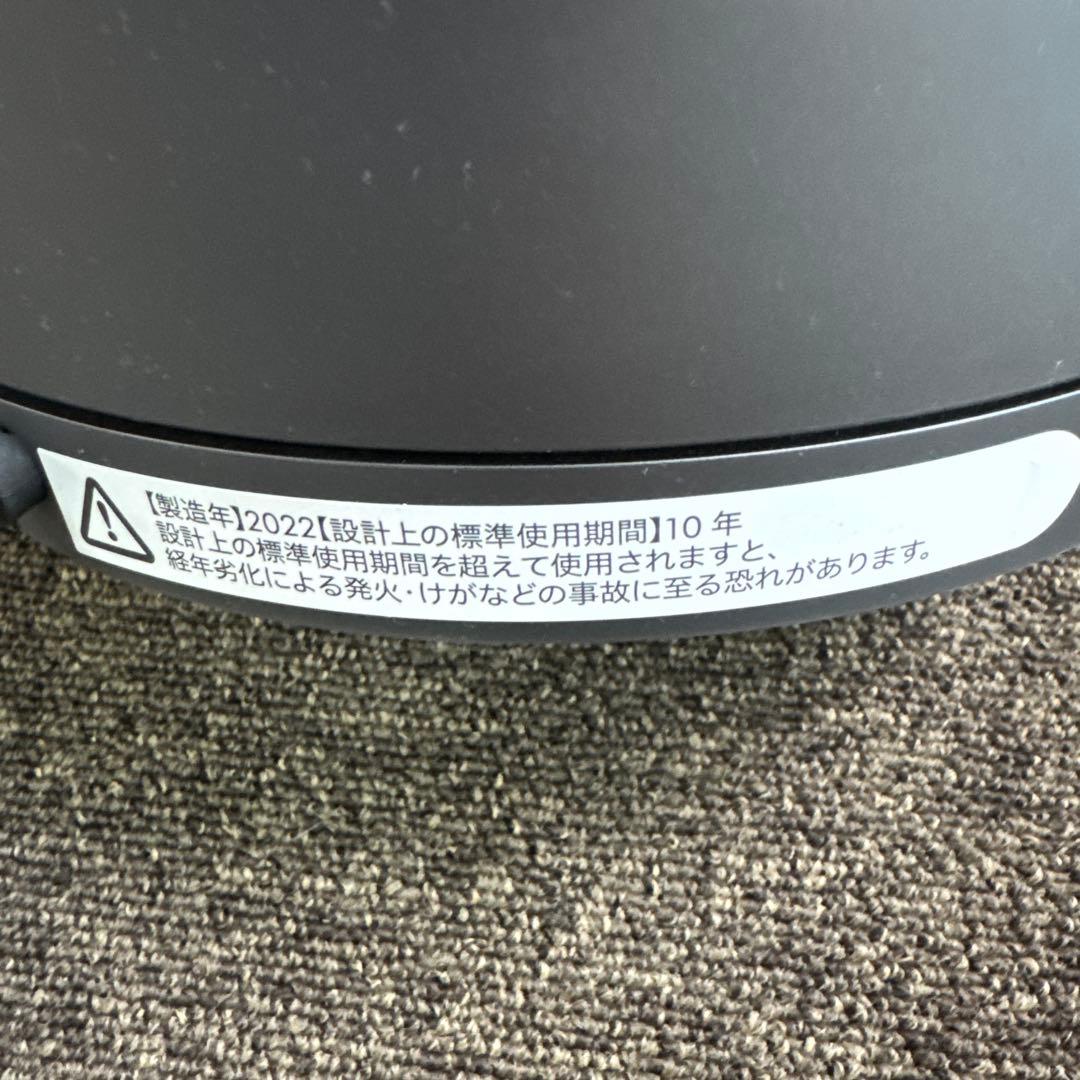 【製造年】2022【設計上の標準使用期間】10 年
設計上の標準使用期間を超えて使用されますと、
経年劣化による発火・けがなどの事故に至る恐れがあります。